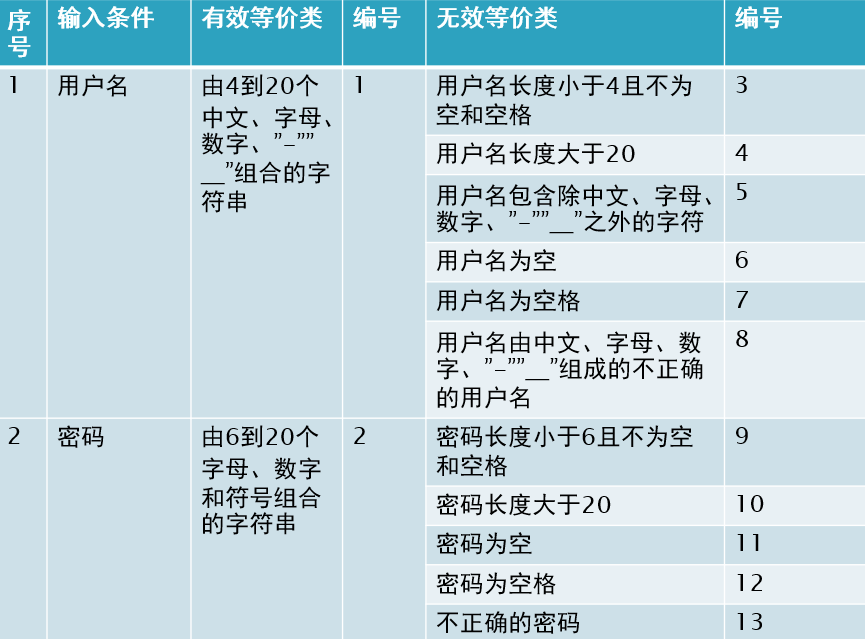 序号
输入条件
有效等价类
编号
无效等价类
编号
1
用户名
由4到20个
中文、字母、
数字、”-””
__”组合的字
符串
1
用户名长度小于4且不为
空和空格
3
用户名长度大于20
4
用户名包含除中文、字母、
数字、”-””__”之外的字符
5
用户名为空
6
用户名为空格
7
用户名由中文、字母、数
字、”-””__”组成的不正确
的用户名
8
2
密码
由6到20个
字母、数字
和符号组合
的字符串
2
密码长度小于6且不为空
和空格
9
密码长度大于20
10
密码为空
11
密码为空格
12
不正确的密码
13